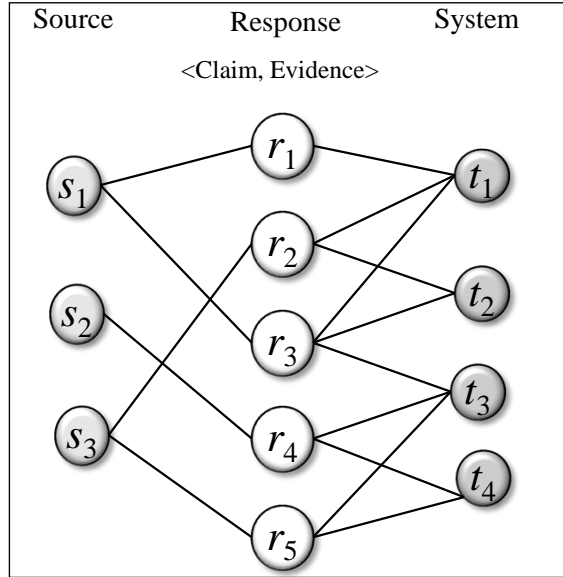 Source Response System
<Claim, Evidence>
r1
s1 t1
r2
t2
s2
r3
t3
s3 r4
t4
r5